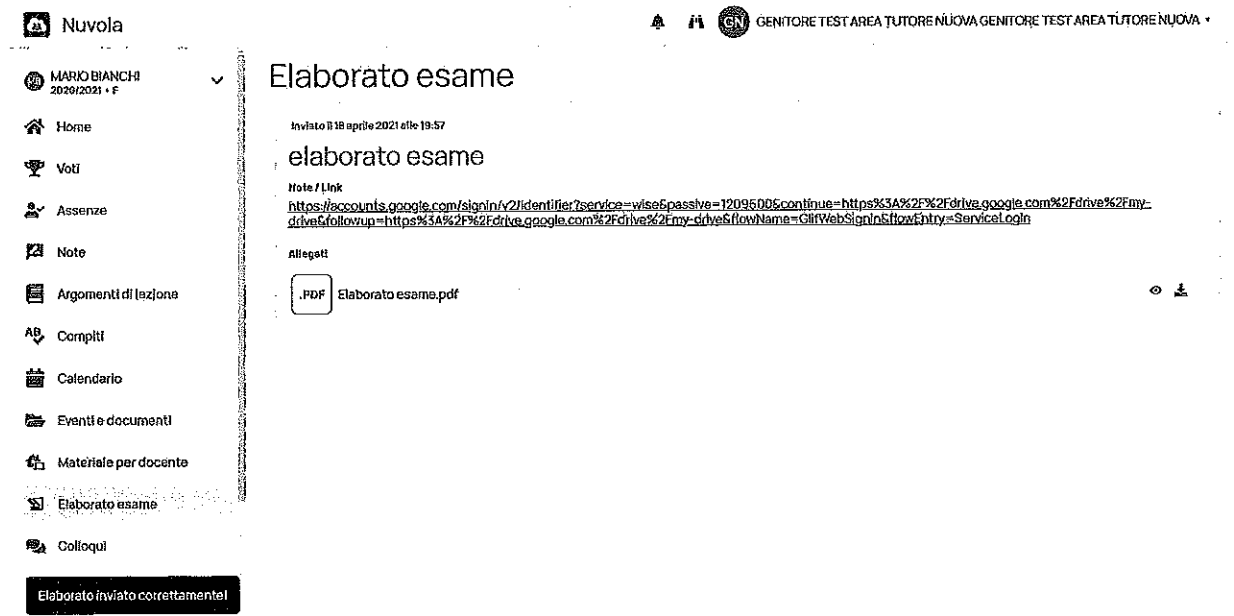 Nuvola
GN GENITORE TEST AREA TUTORE NUOVA GENITORE TEST AREA TUTORE NUOVA
MARIO BIANCHI
2020/2021 • F
Home
Voti
Assenze
Note
Argomenti di lezione
Compiti
Calendario
Eventi e documenti
Materiale per docente
Elaborato esame
Colloqui
Elaborato inviato correttamente!
Elaborato esame
Inviato il 18 aprile 2021 alle 19:57
elaborato esame
Note / Link
https://accounts.google.com/signin/v2/identifier?service=wise&passive=1209600&continue=https%3A%2F%2Fdrive.google.com%2Fdrive%2Fmy-
drive&followup=https%3A%2F%2Fdrive.google.com%2Fdrive%2Fmy-drive&flowName=GlifWebSignIn&flowEntry=ServiceLogin
Allegati
.PDF Elaborato esame.pdf